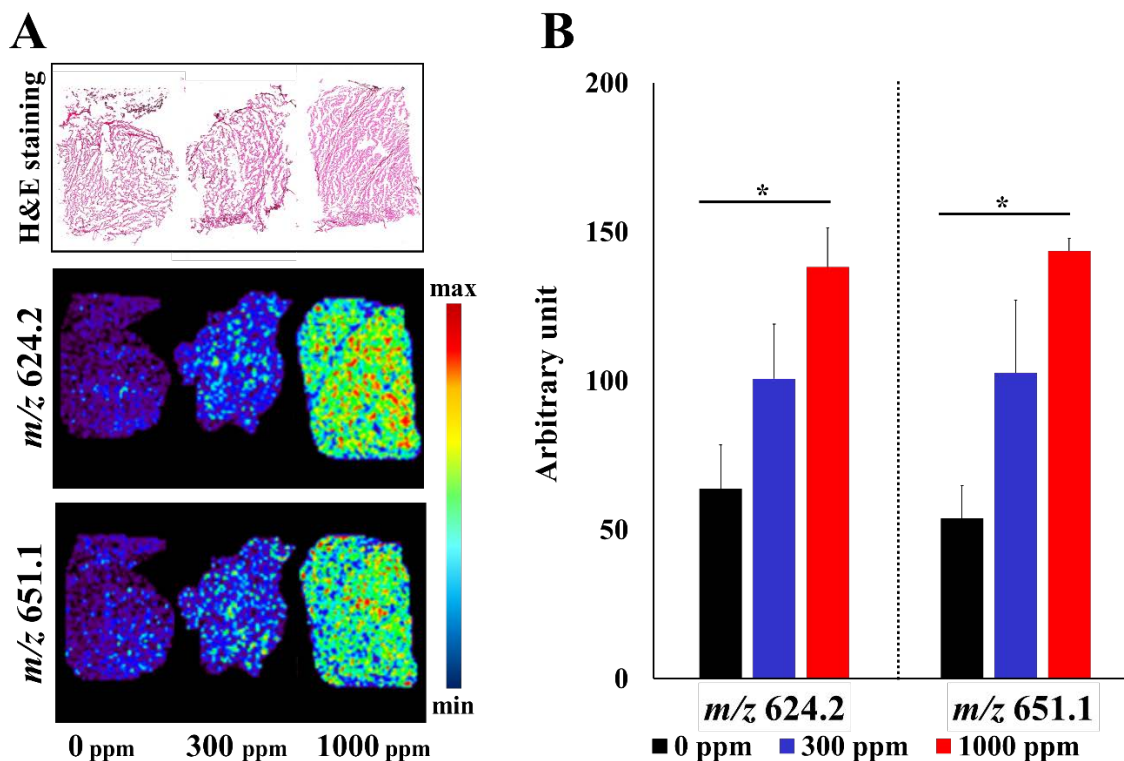 A
H&E staining
m/z 624.2
m/z 651.1
max
min
0 ppm 300 ppm 1000 ppm
B
Arbitrary unit
200
150
100
50
0
*
*
m/z 624.2 m/z 651.1
0 ppm 300 ppm 1000 ppm